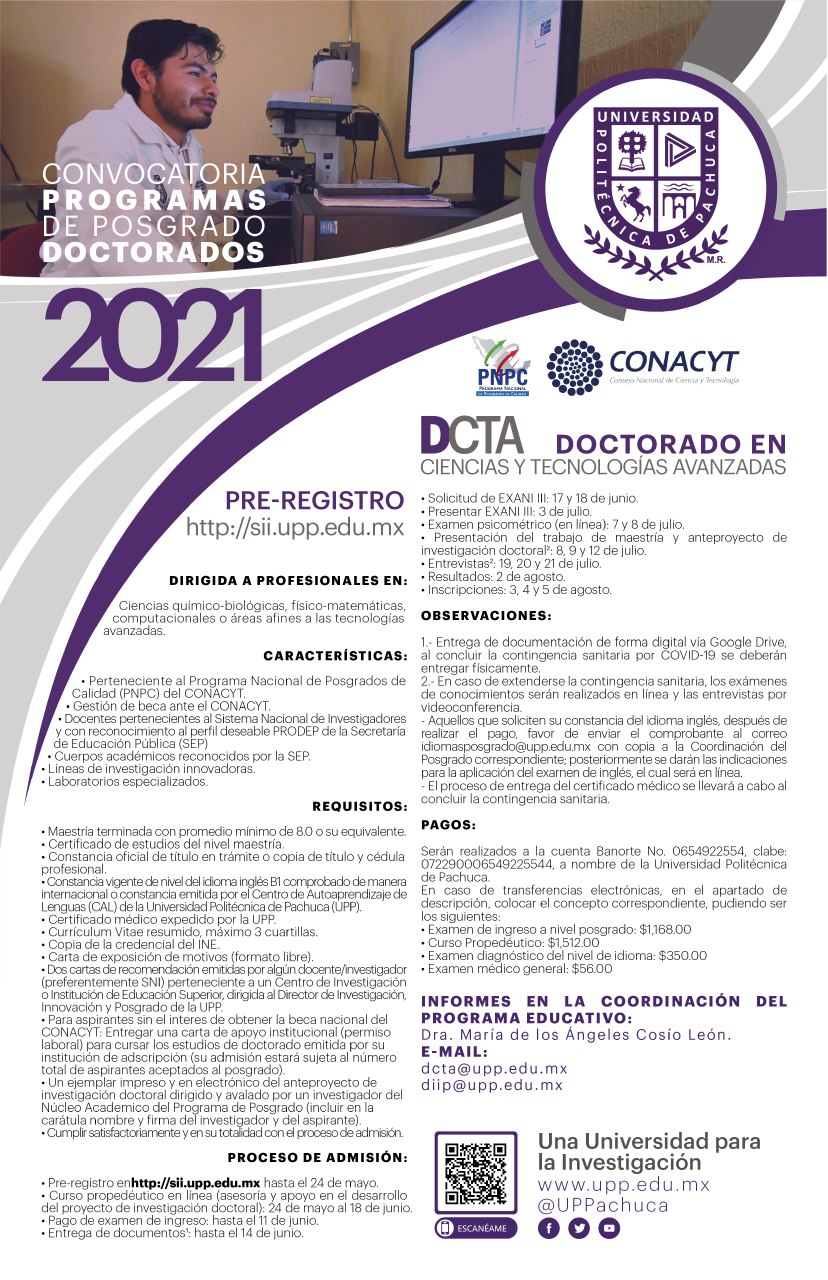 CONVOCATORIA
PROGRAMAS
DE POSGRADO
DOCTORADOS
2021
UNIVERSIDAD
POLITÉCNICA DE PACHUCA
M.R.
PNPC
PROGRAMA NACIONAL
DE POSGRADOS DE CALIDAD
CONACYT
Consejo Nacional de Ciencia y Tecnología
PRE-REGISTRO
http://sii.upp.edu.mx
DIRIGIDA A PROFESIONALES EN:
Ciencias químico-biológicas, físico-matemáticas,
computacionales o áreas afines a las tecnologías
avanzadas.
CARACTERÍSTICAS:
• Perteneciente al Programa Nacional de Posgrados de
Calidad (PNPC) del CONACYT.
• Gestión de beca ante el CONACYT.
• Docentes pertenecientes al Sistema Nacional de Investigadores
y con reconocimiento al perfil deseable PRODEP de la Secretaría
de Educación Pública (SEP)
• Cuerpos académicos reconocidos por la SEP.
• Líneas de investigación innovadoras.
• Laboratorios especializados.
REQUISITOS:
• Maestría terminada con promedio mínimo de 8.0 o su equivalente.
• Certificado de estudios del nivel maestría.
• Constancia oficial de título en trámite o copia de título y cédula
profesional.
• Constancia vigente de nivel del idioma inglés B1 comprobado de manera
internacional o constancia emitida por el Centro de Autoaprendizaje de
Lenguas (CAL) de la Universidad Politécnica de Pachuca (UPP).
• Certificado médico expedido por la UPP.
• Currículum Vitae resumido, máximo 3 cuartillas.
• Copia de la credencial del INE.
• Carta de exposición de motivos (formato libre).
• Dos cartas de recomendación emitidas por algún docente/investigador
(preferentemente SNI) perteneciente a un Centro de Investigación
o Institución de Educación Superior, dirigida al Director de Investigación,
Innovación y Posgrado de la UPP.
• Para aspirantes sin el interes de obtener la beca nacional del
CONACYT: Entregar una carta de apoyo institucional (permiso
laboral) para cursar los estudios de doctorado emitida por su
institución de adscripción (su admisión estará sujeta al número
total de aspirantes aceptados al posgrado).
• Un ejemplar impreso y en electrónico del anteproyecto de
investigación doctoral dirigido y avalado por un investigador del
Núcleo Academico del Programa de Posgrado (incluir en la
carátula nombre y firma del investigador y del aspirante).
• Cumplir satisfactoriamente y en su totalidad con el proceso de admisión.
PROCESO DE ADMISIÓN:
• Pre-registro enhttp://sii.upp.edu.mx hasta el 24 de mayo.
• Curso propedéutico en línea (asesoría y apoyo en el desarrollo
del proyecto de investigación doctoral): 24 de mayo al 18 de junio.
• Pago de examen de ingreso: hasta el 11 de junio.
• Entrega de documentos¹: hasta el 14 de junio.
DCTA DOCTORADO EN
CIENCIAS Y TECNOLOGÍAS AVANZADAS
• Solicitud de EXANI III: 17 y 18 de junio.
• Presentar EXANI III: 3 de julio.
• Examen psicométrico (en línea): 7 y 8 de julio.
• Presentación del trabajo de maestría y anteproyecto de
investigación doctoral²: 8, 9 y 12 de julio.
• Entrevistas²: 19, 20 y 21 de julio.
• Resultados: 2 de agosto.
• Inscripciones: 3, 4 y 5 de agosto.
OBSERVACIONES:
1.- Entrega de documentación de forma digital vía Google Drive,
al concluir la contingencia sanitaria por COVID-19 se deberán
entregar físicamente.
2.- En caso de extenderse la contingencia sanitaria, los exámenes
de conocimientos serán realizados en línea y las entrevistas por
videoconferencia.
- Aquellos que soliciten su constancia del idioma inglés, después de
realizar el pago, favor de enviar el comprobante al correo
idiomasposgrado@upp.edu.mx con copia a la Coordinación del
Posgrado correspondiente; posteriormente se darán las indicaciones
para la aplicación del examen de inglés, el cual será en línea.
- El proceso de entrega del certificado médico se llevará a cabo al
concluir la contingencia sanitaria.
PAGOS:
Serán realizados a la cuenta Banorte No. 0654922554, clabe:
072290006549225544, a nombre de la Universidad Politécnica
de Pachuca.
En caso de transferencias electrónicas, en el apartado de
descripción, colocar el concepto correspondiente, pudiendo ser
los siguientes:
• Examen de ingreso a nivel posgrado: $1,168.00
• Curso Propedéutico: $1,512.00
• Examen diagnóstico del nivel de idioma: $350.00
• Examen médico general: $56.00
INFORMES EN LA COORDINACIÓN DEL
PROGRAMA EDUCATIVO:
Dra. María de los Ángeles Cosío León.
E-MAIL:
dcta@upp.edu.mx
diip@upp.edu.mx
ESCANÉAME
Una Universidad para
la Investigación
www.upp.edu.mx
@UPPachuca